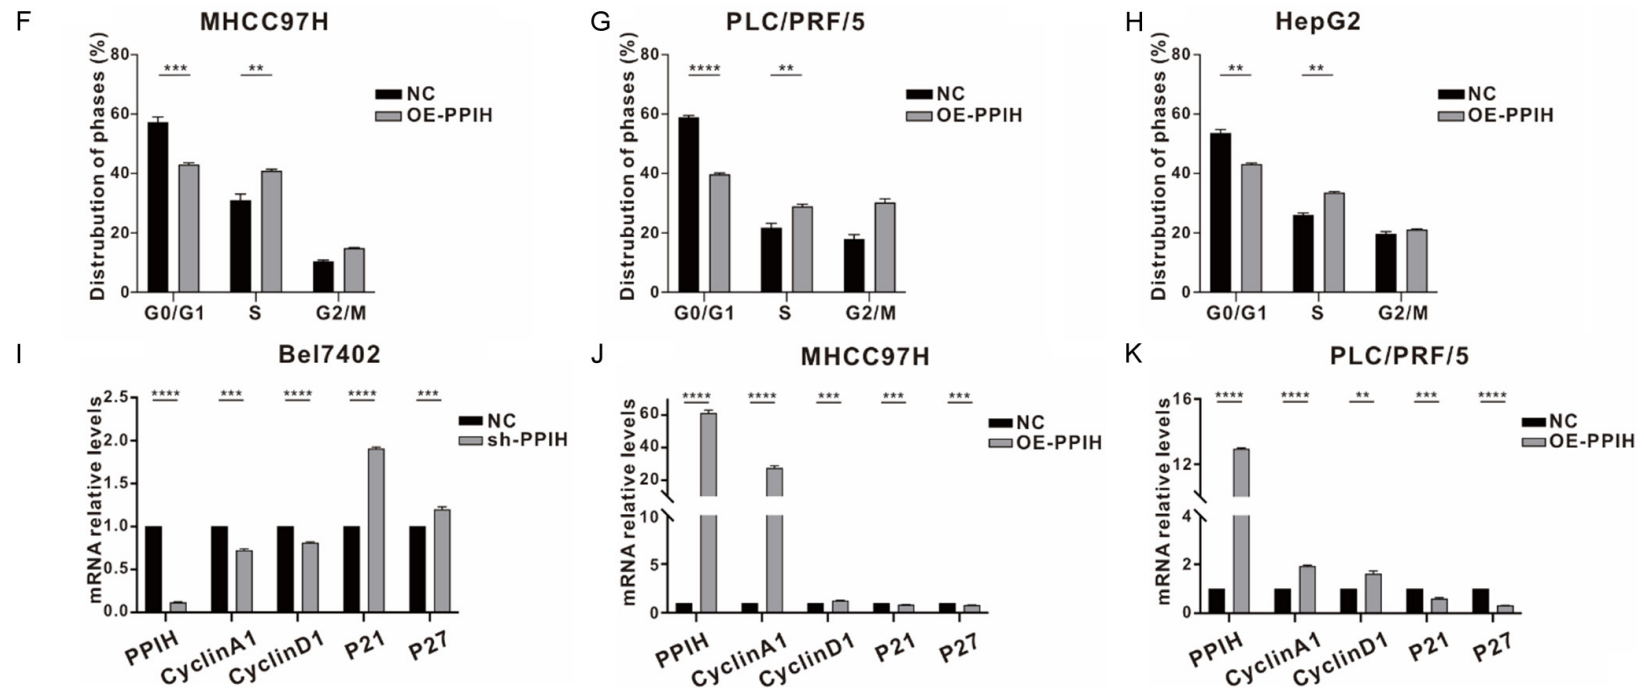 F
MHCC97H
Distrubution of phases (%)
80
60
40
20
0
***
**
NC
OE-PPIH
G0/G1 S G2/M
G
PLC/PRF/5
Distrubution of phases (%)
80
60
40
20
0
****
**
NC
OE-PPIH
G0/G1 S G2/M
H
HepG2
Distrubution of phases (%)
80
60
40
20
0
**
**
NC
OE-PPIH
G0/G1 S G2/M
I
Bel7402
mRNA relative levels
2.5
2.0
1.5
1.0
0.5
0.0
**** *** **** **** ***
NC
sh-PPIH
PPIH CyclinA1 CyclinD1 P21 P27
J
MHCC97H
mRNA relative levels
60
40
20
10
5
0
**** **** *** *** ***
NC
OE-PPIH
PPIH CyclinA1 CyclinD1 P21 P27
K
PLC/PRF/5
mRNA relative levels
16
12
4
2
0
**** **** ** *** ****
NC
OE-PPIH
PPIH CyclinA1 CyclinD1 P21 P27